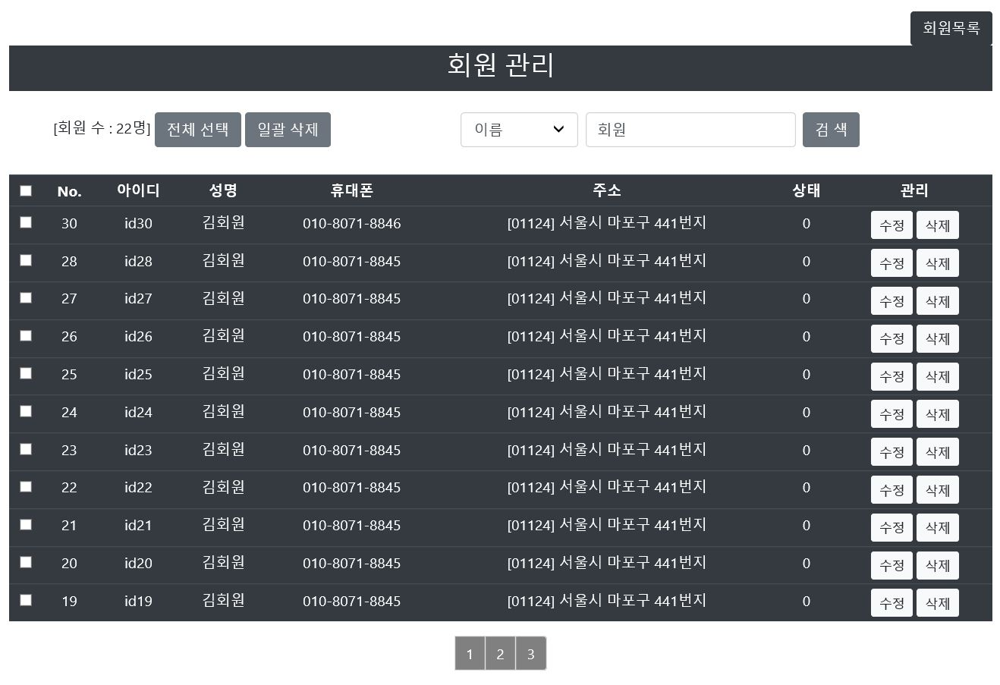 회원목록
회원 관리
[회원 수 : 22명] 전체 선택 일괄 삭제 이름 회원 검 색
No. 아이디 성명 휴대폰 주소 상태 관리
30 id30 김회원 010-8071-8846 [01124] 서울시 마포구 441번지 0 수정 삭제
28 id28 김회원 010-8071-8845 [01124] 서울시 마포구 441번지 0 수정 삭제
27 id27 김회원 010-8071-8845 [01124] 서울시 마포구 441번지 0 수정 삭제
26 id26 김회원 010-8071-8845 [01124] 서울시 마포구 441번지 0 수정 삭제
25 id25 김회원 010-8071-8845 [01124] 서울시 마포구 441번지 0 수정 삭제
24 id24 김회원 010-8071-8845 [01124] 서울시 마포구 441번지 0 수정 삭제
23 id23 김회원 010-8071-8845 [01124] 서울시 마포구 441번지 0 수정 삭제
22 id22 김회원 010-8071-8845 [01124] 서울시 마포구 441번지 0 수정 삭제
21 id21 김회원 010-8071-8845 [01124] 서울시 마포구 441번지 0 수정 삭제
20 id20 김회원 010-8071-8845 [01124] 서울시 마포구 441번지 0 수정 삭제
19 id19 김회원 010-8071-8845 [01124] 서울시 마포구 441번지 0 수정 삭제
1 2 3